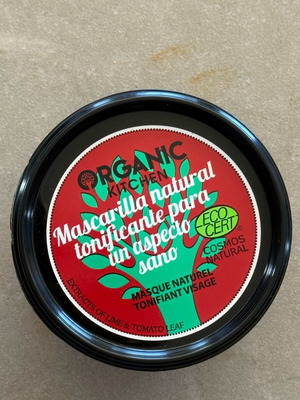 ORGANIC
KITCHEN
Mascarilla natural
tonificante para
un aspecto
sano
ECO
CERT
COSMOS
NATURAL
MASQUE NATUREL
TONIFIANT VISAGE
EXTRACTS OF LIME & TOMATO LEAF